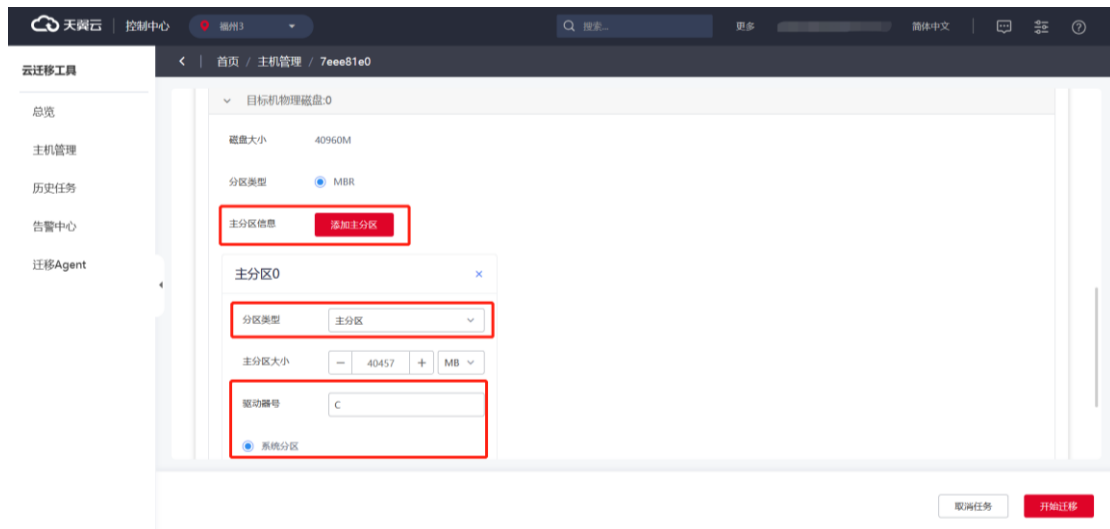 天翼云 控制中心 福州3 搜索... 更多 简体中文
云迁移工具
首页 / 主机管理 / 7eee81e0
总览
主机管理
历史任务
告警中心
迁移Agent
目标机物理磁盘:0
磁盘大小 40960M
分区类型 MBR
主分区信息 添加主分区
主分区0
分区类型 主分区
主分区大小 40457 MB
驱动器号 C
系统分区
取消任务 开始迁移